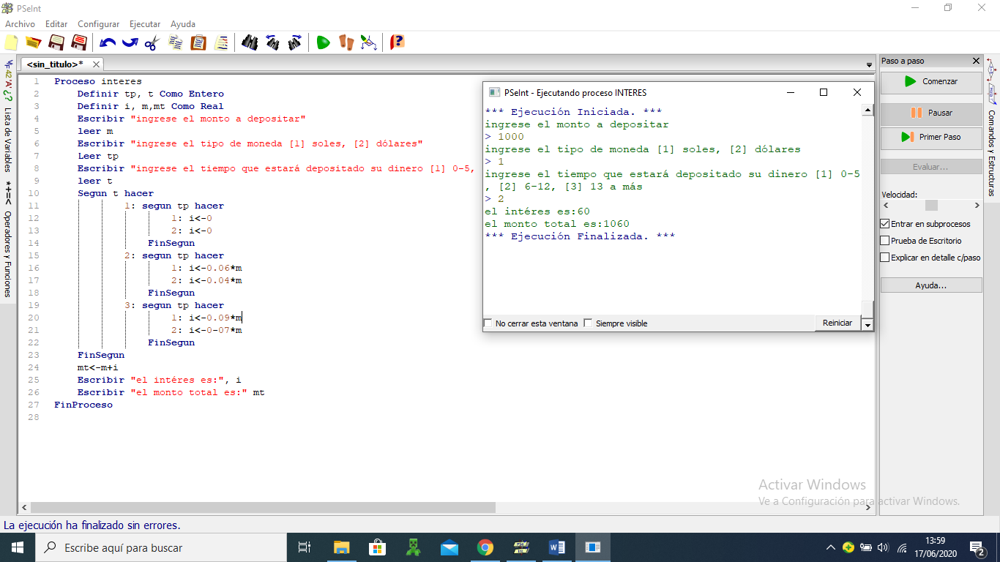 PSeInt
Archivo Editar Configurar Ejecutar Ayuda
<sin_titulo>*
42 'A' ¿? Lista de Variables *+=< Operadores y Funciones
1 Proceso interes
2 Definir tp, t Como Entero
3 Definir i, m,mt Como Real
4 Escribir "ingrese el monto a depositar"
5 leer m
6 Escribir "ingrese el tipo de moneda [1] soles, [2] dólares"
7 Leer tp
8 Escribir "ingrese el tiempo que estará depositado su dinero [1] 0-5,
9 leer t
10 Segun t hacer
11 1: segun tp hacer
12 1: i<-0
13 2: i<-0
14 FinSegun
15 2: segun tp hacer
16 1: i<-0.06*m
17 2: i<-0.04*m
18 FinSegun
19 3: segun tp hacer
20 1: i<-0.09*m
21 2: i<-0-07*m
22 FinSegun
23 FinSegun
24 mt<-m+i
25 Escribir "el intéres es:", i
26 Escribir "el monto total es:" mt
27 FinProceso
28
PSeInt - Ejecutando proceso INTERES
*** Ejecución Iniciada. ***
ingrese el monto a depositar
> 1000
ingrese el tipo de moneda [1] soles, [2] dólares
> 1
ingrese el tiempo que estará depositado su dinero [1] 0-5
, [2] 6-12, [3] 13 a más
> 2
el intéres es:60
el monto total es:1060
*** Ejecución Finalizada. ***
No cerrar esta ventana Siempre visible Reiniciar
Paso a paso
Comenzar
Pausar
Primer Paso
Evaluar...
Velocidad:
Entrar en subprocesos
Prueba de Escritorio
Explicar en detalle c/paso
Ayuda...
Comandos y Estructuras
Activar Windows
Ve a Configuración para activar Windows.
La ejecución ha finalizado sin errores.
Escribe aquí para buscar
13:59
17/06/2020
2